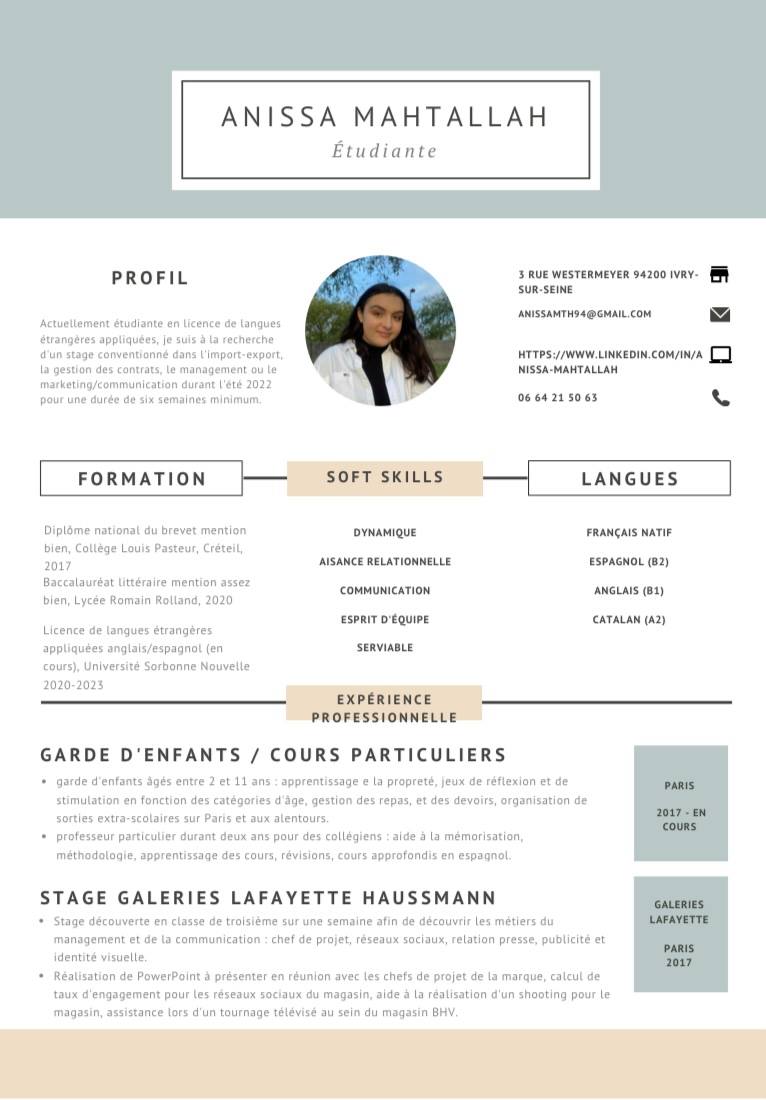 ANISSA MAHTALLAH
Étudiante
PROFIL
Actuellement étudiante en licence de langues
étrangères appliquées, je suis à la recherche
d'un stage conventionné dans l'import-export,
la gestion des contrats, le management ou le
marketing/communication durant l'été 2022
pour une durée de six semaines minimum.
3 RUE WESTERMEYER 94200 IVRY-
SUR-SEINE
ANISSAMTH94@GMAIL.COM
HTTPS://WWW.LINKEDIN.COM/IN/A
NISSA-MAHTALLAH
06 64 21 50 63
FORMATION
Diplôme national du brevet mention
bien, Collège Louis Pasteur, Créteil,
2017
Baccalauréat littéraire mention assez
bien, Lycée Romain Rolland, 2020
Licence de langues étrangères
appliquées anglais/espagnol (en
cours), Université Sorbonne Nouvelle
2020-2023
SOFT SKILLS
DYNAMIQUE
AISANCE RELATIONNELLE
COMMUNICATION
ESPRIT D'ÉQUIPE
SERVIABLE
LANGUES
FRANÇAIS NATIF
ESPAGNOL (B2)
ANGLAIS (B1)
CATALAN (A2)
EXPÉRIENCE
PROFESSIONNELLE
GARDE D'ENFANTS / COURS PARTICULIERS
• garde d'enfants âgés entre 2 et 11 ans : apprentissage e la propreté, jeux de réflexion et de
stimulation en fonction des catégories d'âge, gestion des repas, et des devoirs, organisation de
sorties extra-scolaires sur Paris et aux alentours.
• professeur particulier durant deux ans pour des collégiens : aide à la mémorisation,
méthodologie, apprentissage des cours, révisions, cours approfondis en espagnol.
PARIS
2017 - EN
COURS
STAGE GALERIES LAFAYETTE HAUSSMANN
• Stage découverte en classe de troisième sur une semaine afin de découvrir les métiers du
management et de la communication : chef de projet, réseaux sociaux, relation presse, publicité et
identité visuelle.
• Réalisation de PowerPoint à présenter en réunion avec les chefs de projet de la marque, calcul de
taux d'engagement pour les réseaux sociaux du magasin, aide à la réalisation d'un shooting pour le
magasin, assistance lors d'un tournage télévisé au sein du magasin BHV.
GALERIES
LAFAYETTE
PARIS
2017